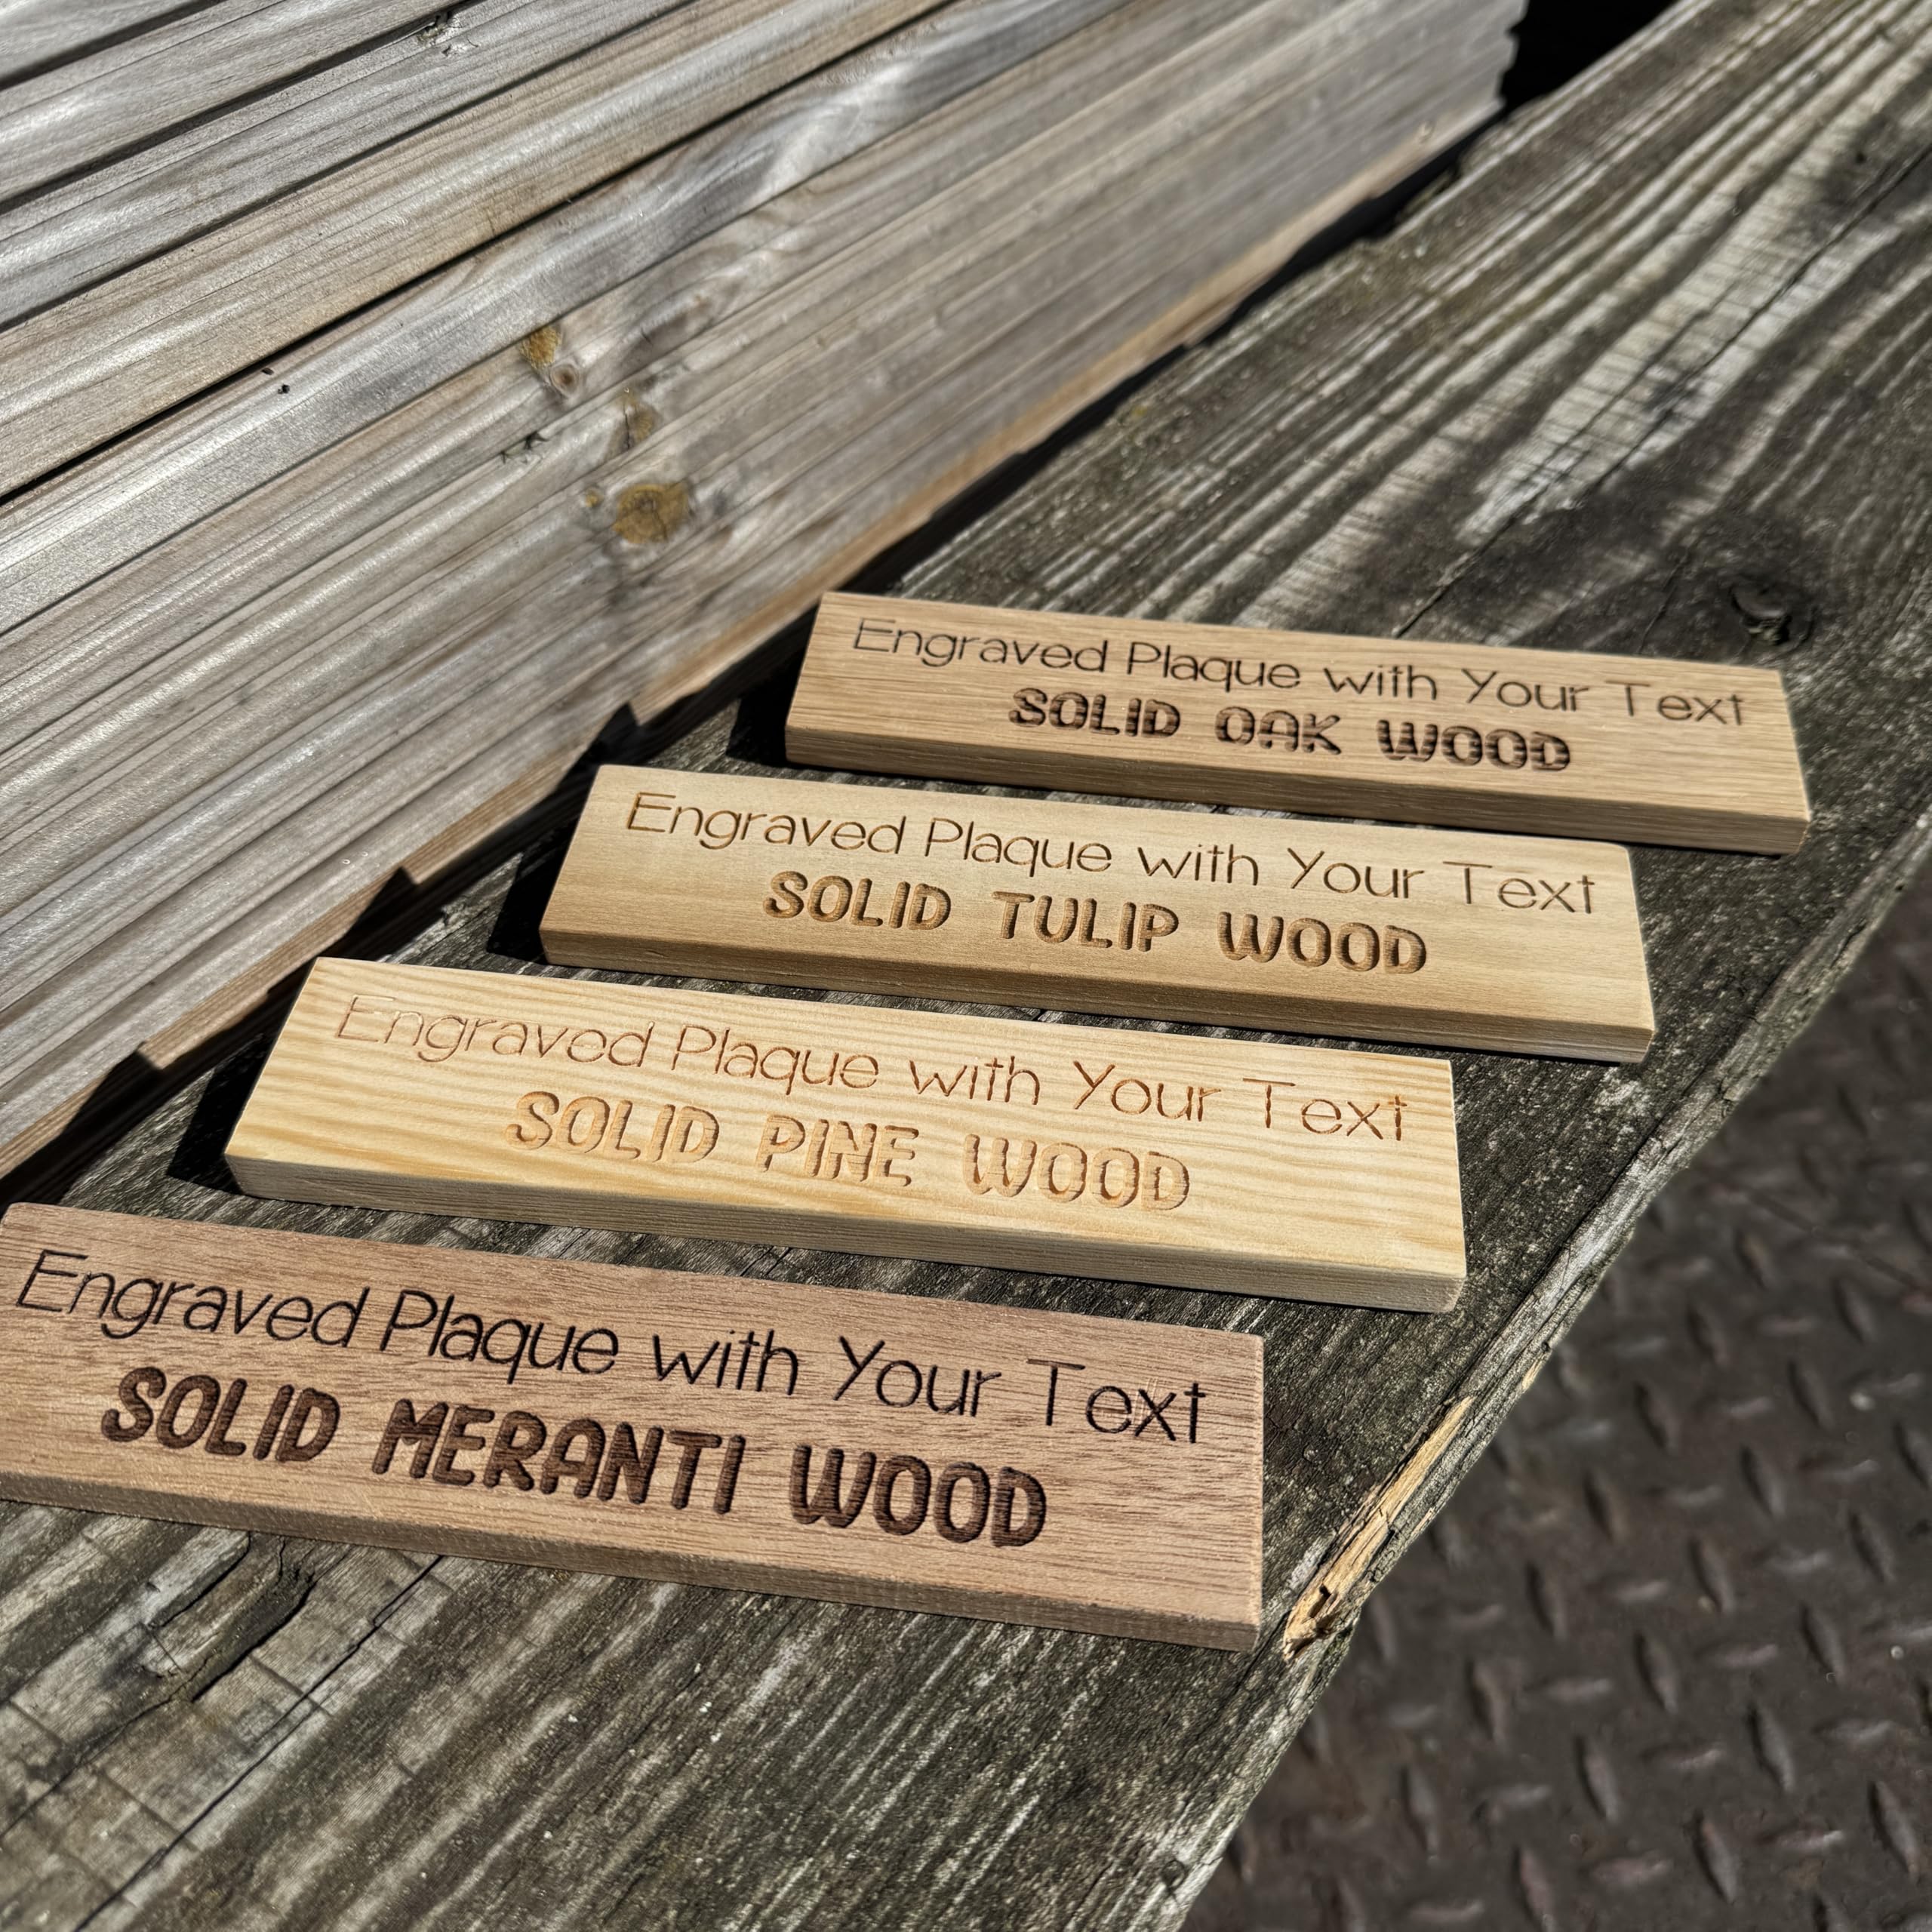 Engraved Plaque with Your Text
SOLID OAK WOOD
Engraved Plaque with Your Text
SOLID TULIP WOOD
Engraved Plaque with Your Text
SOLID PINE WOOD
Engraved Plaque with Your Text
SOLID MERANTI WOOD